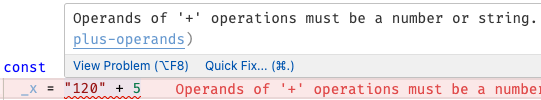 Operands of '+' operations must be a number or string.
plus-operands)
View Problem (⌥F8) Quick Fix... (⌘.)
const
_x = "120" + 5 Operands of '+' operations must be a number